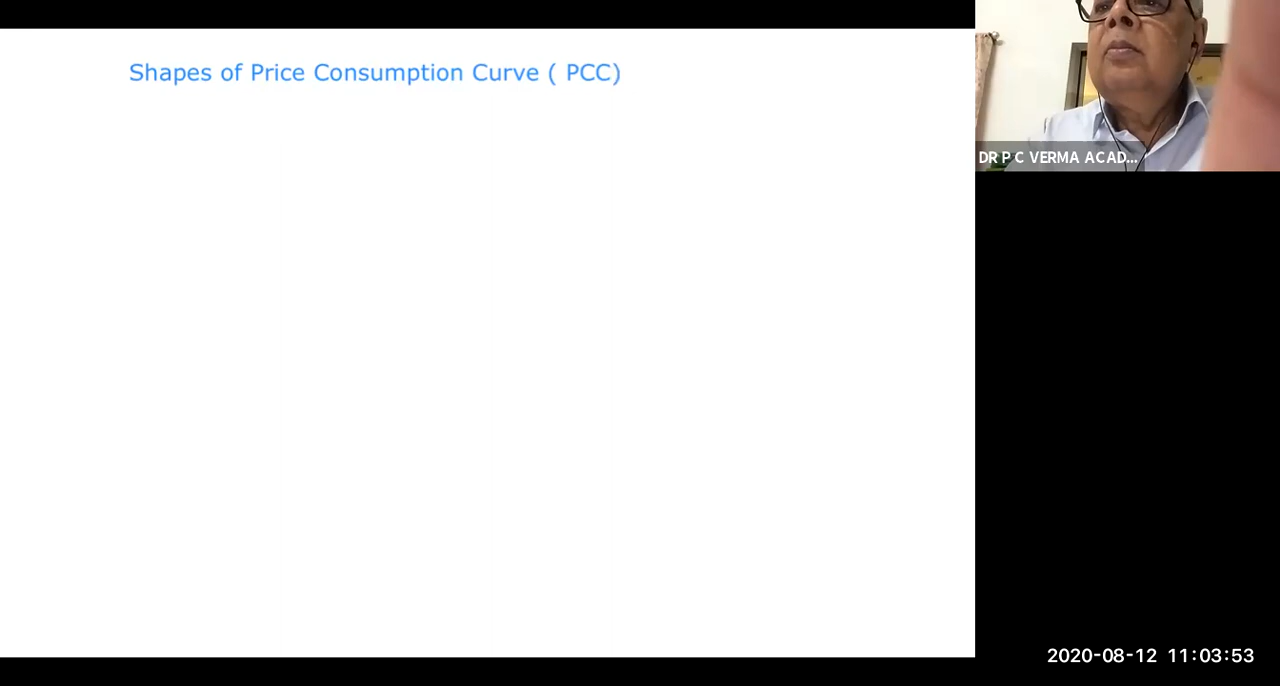 Shapes of Price Consumption Curve ( PCC)
DR P C VERMA ACAD...
2020-08-12 11:03:53